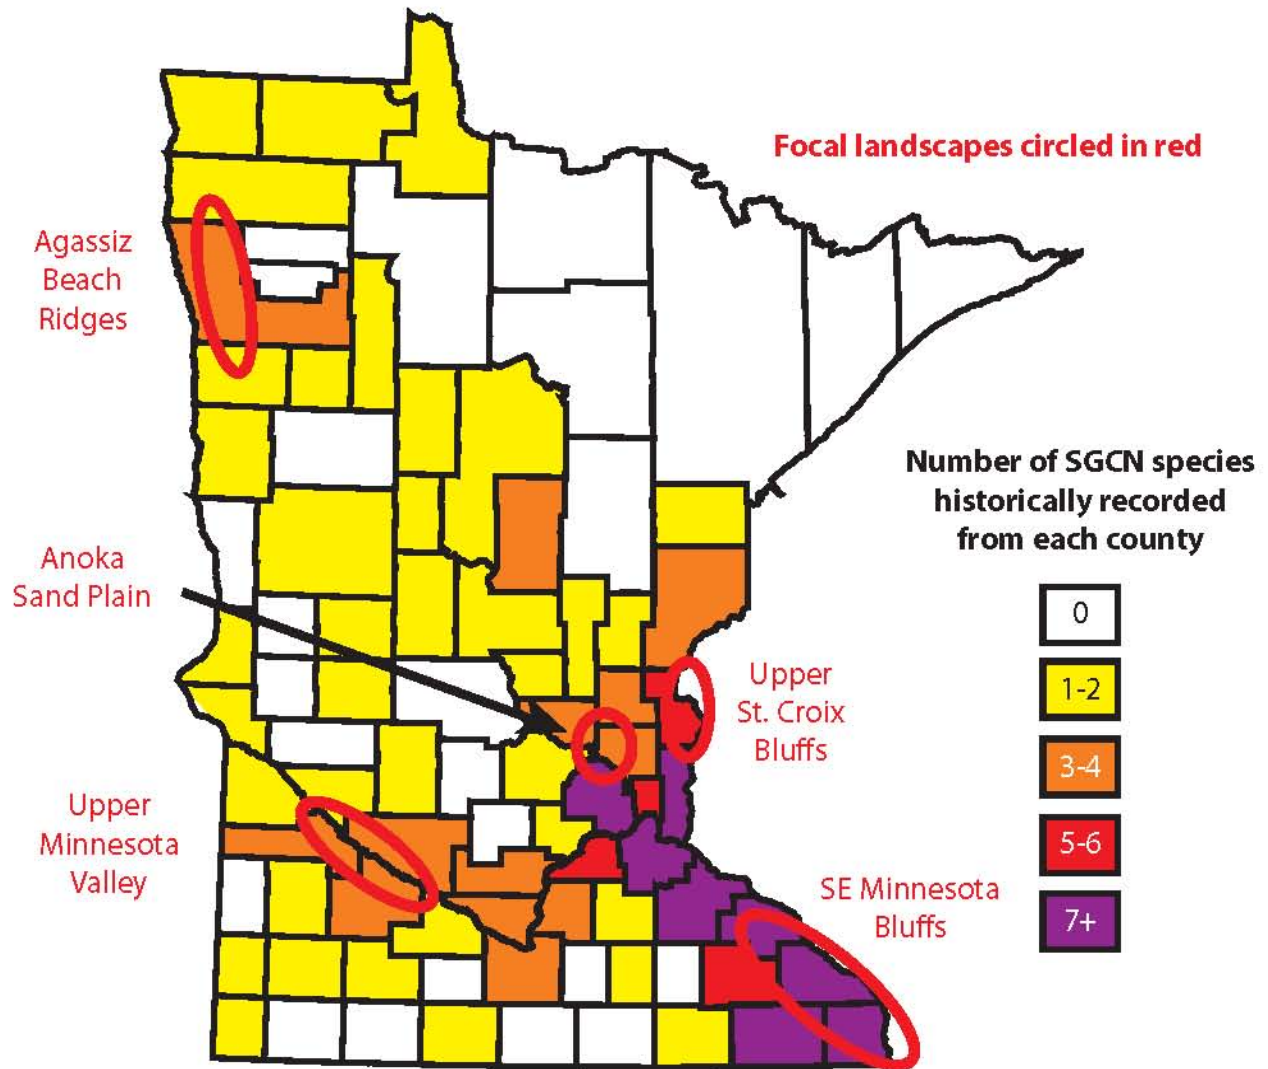 Focal landscapes circled in red
Agassiz
Beach
Ridges
Number of SGCN species
historically recorded
from each county
Anoka
Sand Plain
0
1-2
3-4
5-6
7+
Upper
St. Croix
Bluffs
Upper
Minnesota
Valley
SE Minnesota
Bluffs